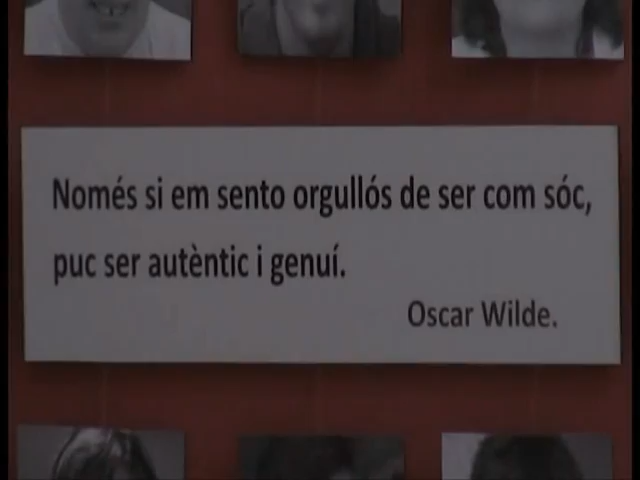 Només si em sento orgullós de ser com sóc,
puc ser autèntic i genuí.
Oscar Wilde.